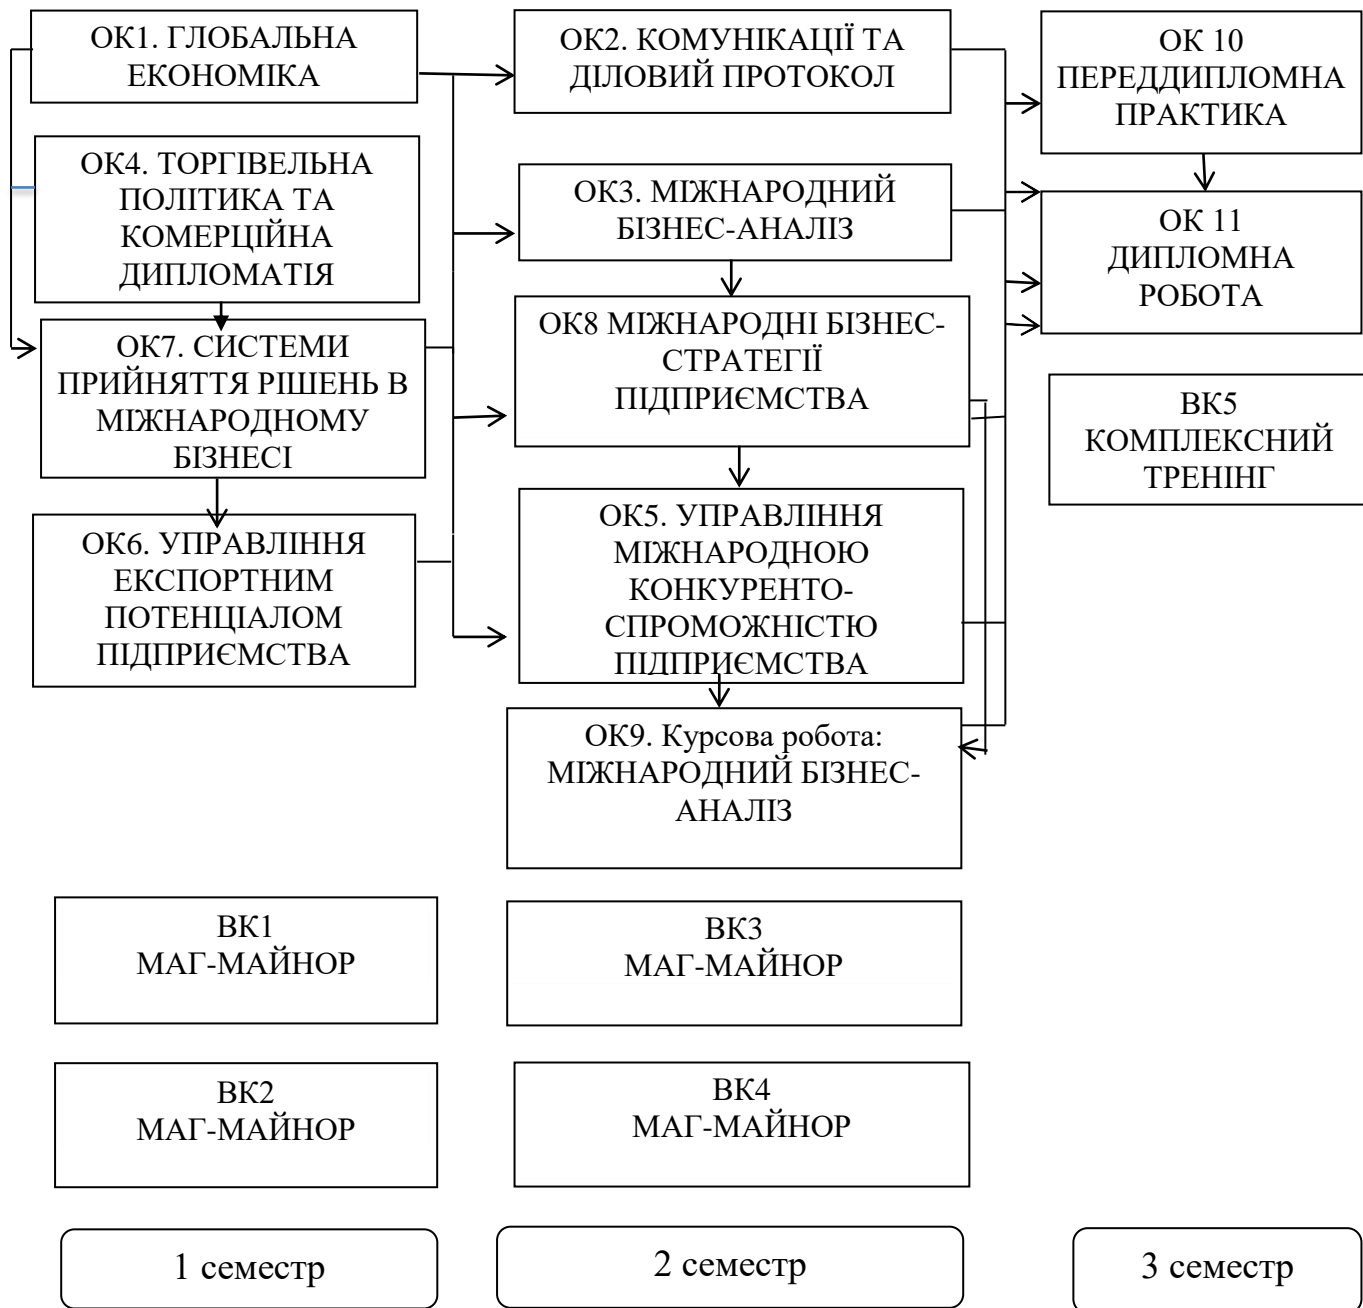 ОК1. ГЛОБАЛЬНА
ЕКОНОМІКА
ОК4. ТОРГІВЕЛЬНА
ПОЛІТИКА ТА
КОМЕРЦІЙНА
ДИПЛОМАТІЯ
ОК7. СИСТЕМИ
ПРИЙНЯТТЯ РІШЕНЬ В
МІЖНАРОДНОМУ
БІЗНЕСІ
ОК6. УПРАВЛІННЯ
ЕКСПОРТНИМ
ПОТЕНЦІАЛОМ
ПІДПРИЄМСТВА
ВК1
МАГ-МАЙНОР
ВК2
МАГ-МАЙНОР
1 семестр
ОК2. КОМУНІКАЦІЇ ТА
ДІЛОВИЙ ПРОТОКОЛ
ОК3. МІЖНАРОДНИЙ
БІЗНЕС-АНАЛІЗ
ОК8 МІЖНАРОДНІ БІЗНЕС-
СТРАТЕГІЇ
ПІДПРИЄМСТВА
ОК5. УПРАВЛІННЯ
МІЖНАРОДНОЮ
КОНКУРЕНТО-
СПРОМОЖНІСТЮ
ПІДПРИЄМСТВА
ОК9. Курсова робота:
МІЖНАРОДНИЙ БІЗНЕС-
АНАЛІЗ
ВК3
МАГ-МАЙНОР
ВК4
МАГ-МАЙНОР
2 семестр
ОК 10
ПЕРЕДДИПЛОМНА
ПРАКТИКА
ОК 11
ДИПЛОМНА
РОБОТА
ВК5
КОМПЛЕКСНИЙ
ТРЕНІНГ
3 семестр